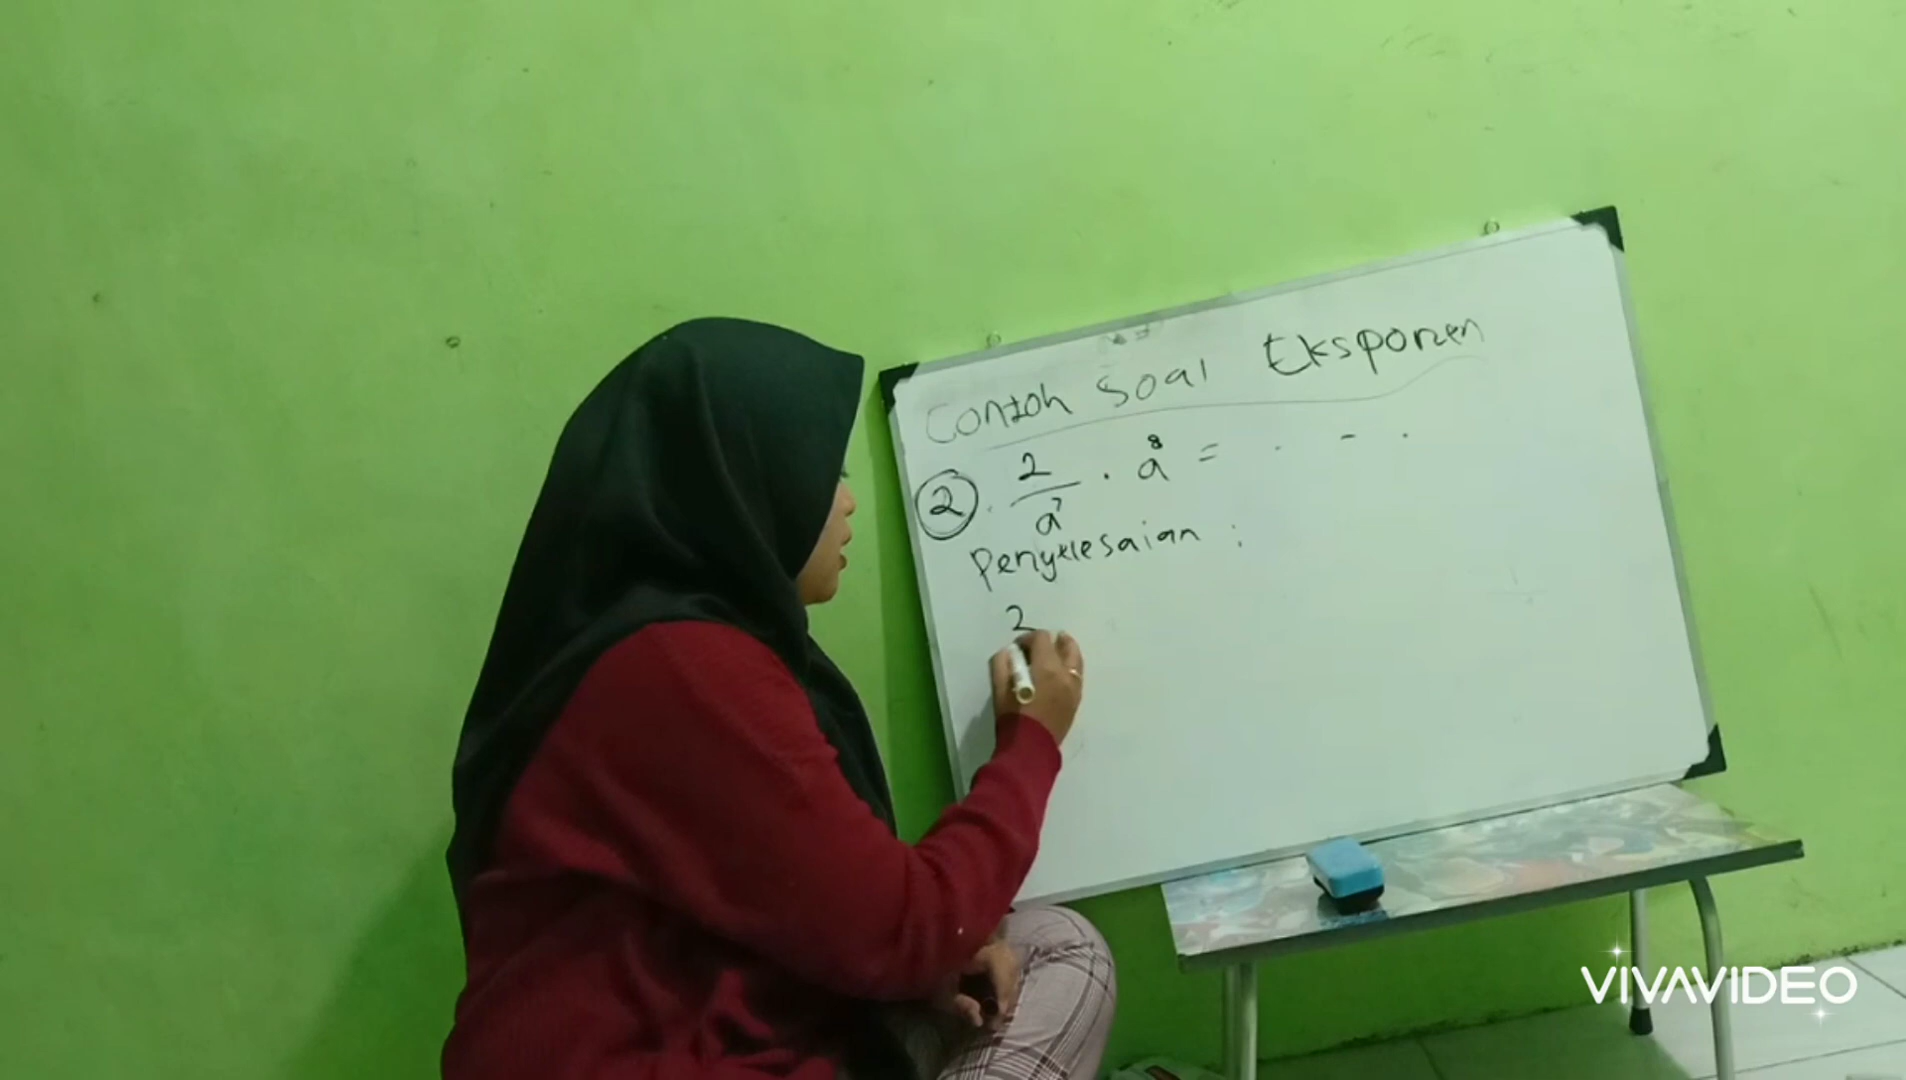 Contoh Soal Eksponen
2. 2/a⁷ . a⁸ = . - .
Penyelesaian :
2
VIVAVIDEO